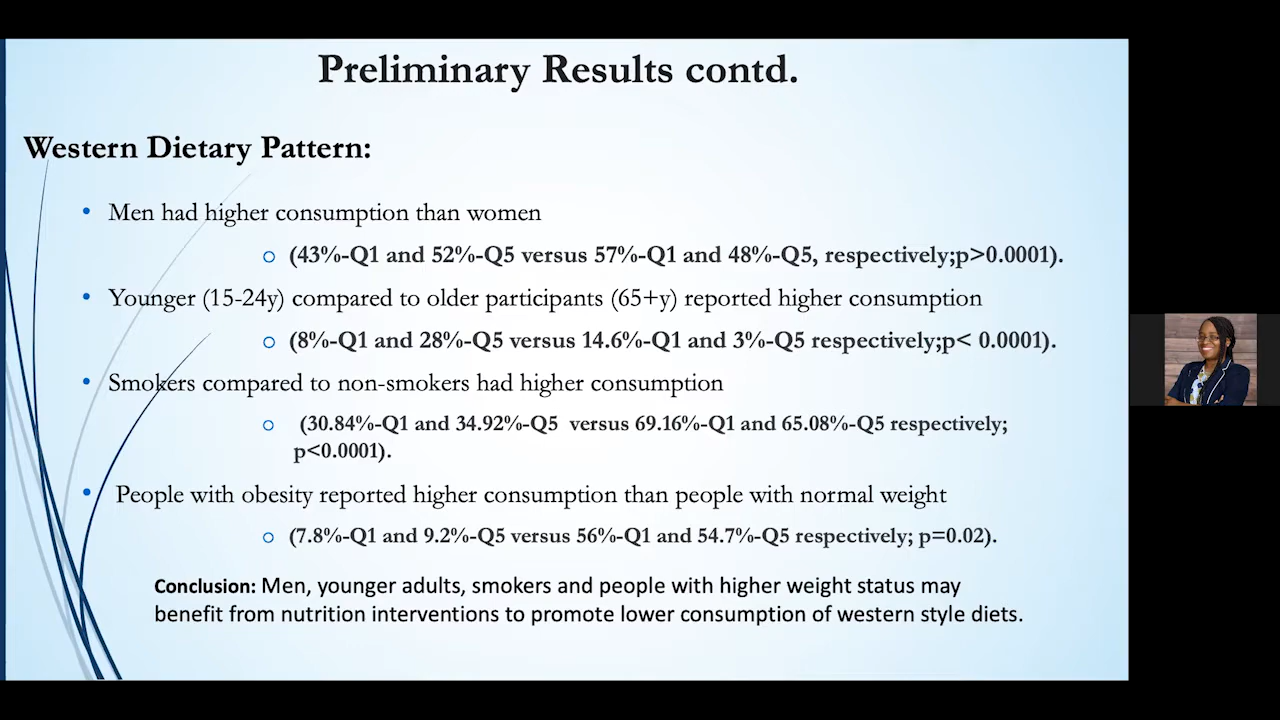 Preliminary Results contd.
Western Dietary Pattern:
• Men had higher consumption than women
o (43%-Q1 and 52%-Q5 versus 57%-Q1 and 48%-Q5, respectively;p>0.0001).
• Younger (15-24y) compared to older participants (65+y) reported higher consumption
o (8%-Q1 and 28%-Q5 versus 14.6%-Q1 and 3%-Q5 respectively;p< 0.0001).
• Smokers compared to non-smokers had higher consumption
o (30.84%-Q1 and 34.92%-Q5 versus 69.16%-Q1 and 65.08%-Q5 respectively;
p<0.0001).
• People with obesity reported higher consumption than people with normal weight
o (7.8%-Q1 and 9.2%-Q5 versus 56%-Q1 and 54.7%-Q5 respectively; p=0.02).
Conclusion: Men, younger adults, smokers and people with higher weight status may
benefit from nutrition interventions to promote lower consumption of western style diets.